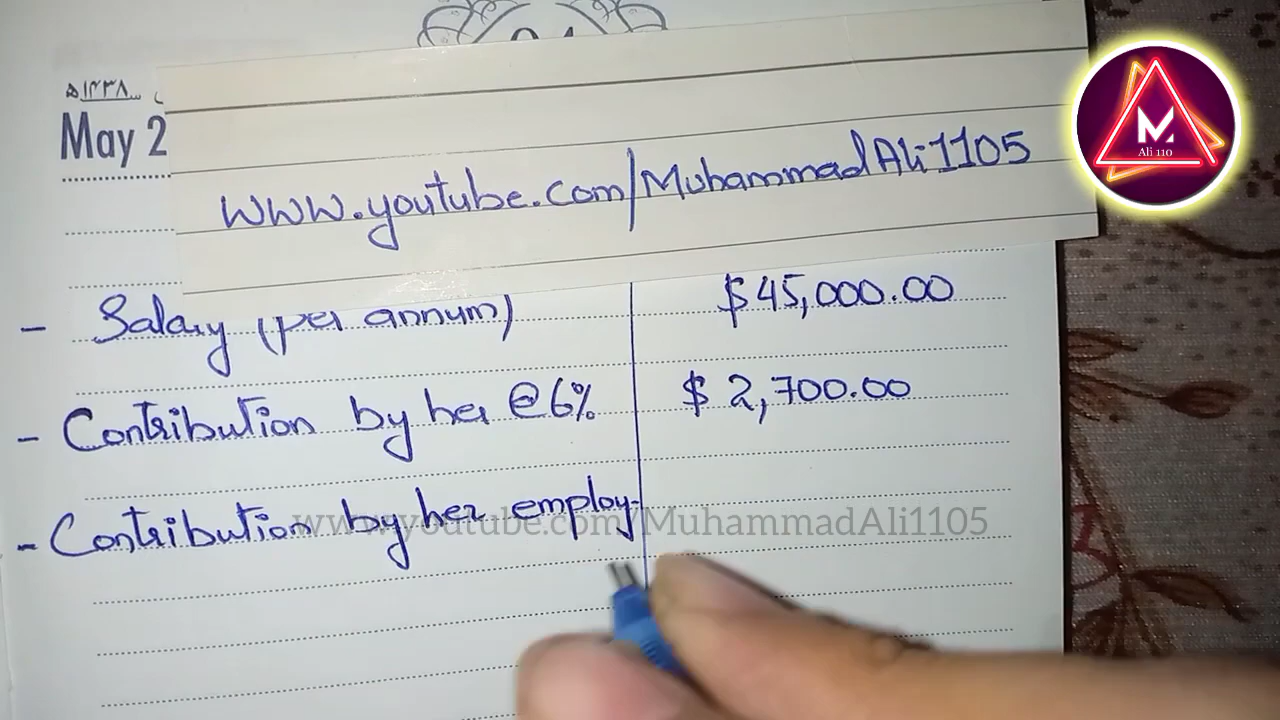 ھ۱۴۳۸
May 2
www.youtube.com/MuhammadAli1105
M
Ali 110
- Salary (per annum) $45,000.00
- Contribution by her @6% $ 2,700.00
- Contribution by her employ-
www.youtube.com/MuhammadAli1105